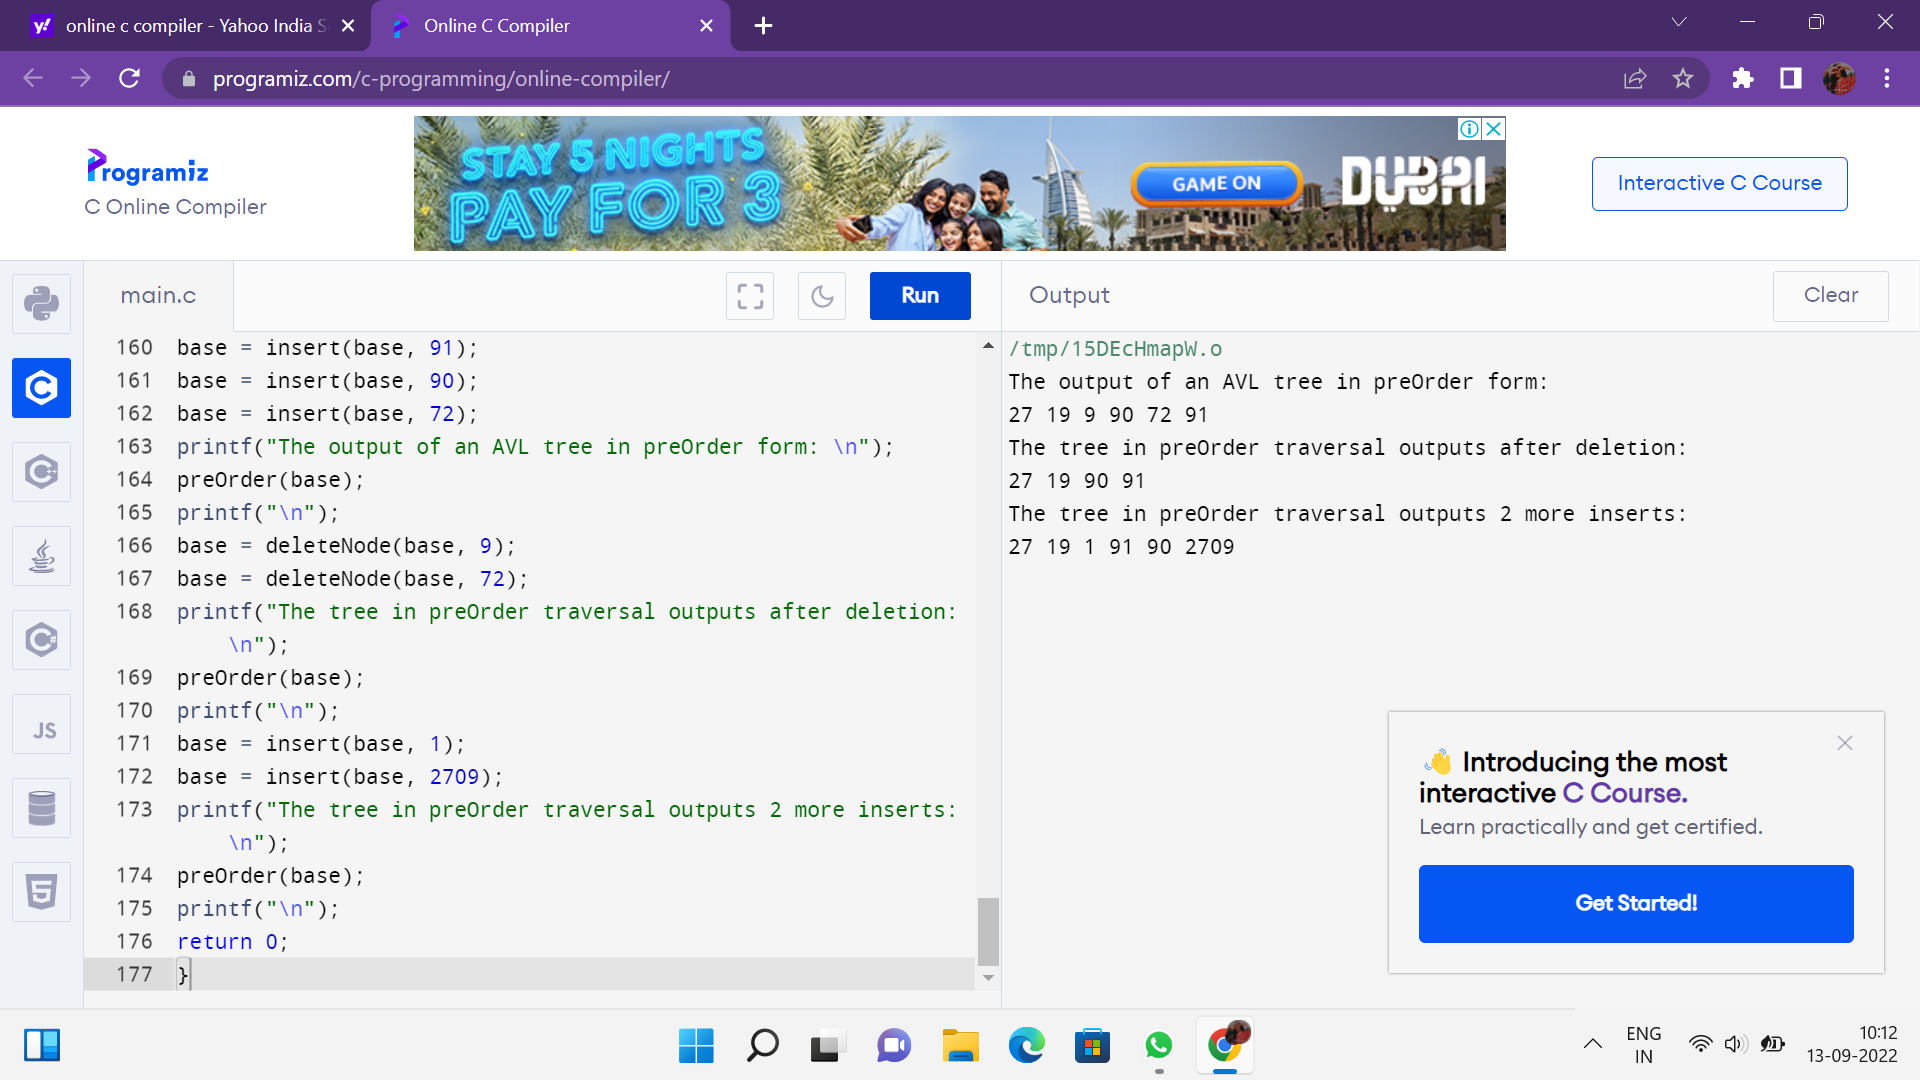 online c compiler - Yahoo India S
Online C Compiler
programiz.com/c-programming/online-compiler/
Programiz
C Online Compiler
STAY 5 NIGHTS
PAY FOR 3
GAME ON
DUBAI
Interactive C Course
main.c
Run
Output
Clear
160 base = insert(base, 91);
161 base = insert(base, 90);
162 base = insert(base, 72);
163 printf("The output of an AVL tree in preOrder form: \n");
164 preOrder(base);
165 printf("\n");
166 base = deleteNode(base, 9);
167 base = deleteNode(base, 72);
168 printf("The tree in preOrder traversal outputs after deletion:
\n");
169 preOrder(base);
170 printf("\n");
171 base = insert(base, 1);
172 base = insert(base, 2709);
173 printf("The tree in preOrder traversal outputs 2 more inserts:
\n");
174 preOrder(base);
175 printf("\n");
176 return 0;
177 }
/tmp/15DEcHmapW.o
The output of an AVL tree in preOrder form:
27 19 9 90 72 91
The tree in preOrder traversal outputs after deletion:
27 19 90 91
The tree in preOrder traversal outputs 2 more inserts:
27 19 1 91 90 2709
JS
👋 Introducing the most
interactive C Course.
Learn practically and get certified.
Get Started!
ENG
IN
10:12
13-09-2022